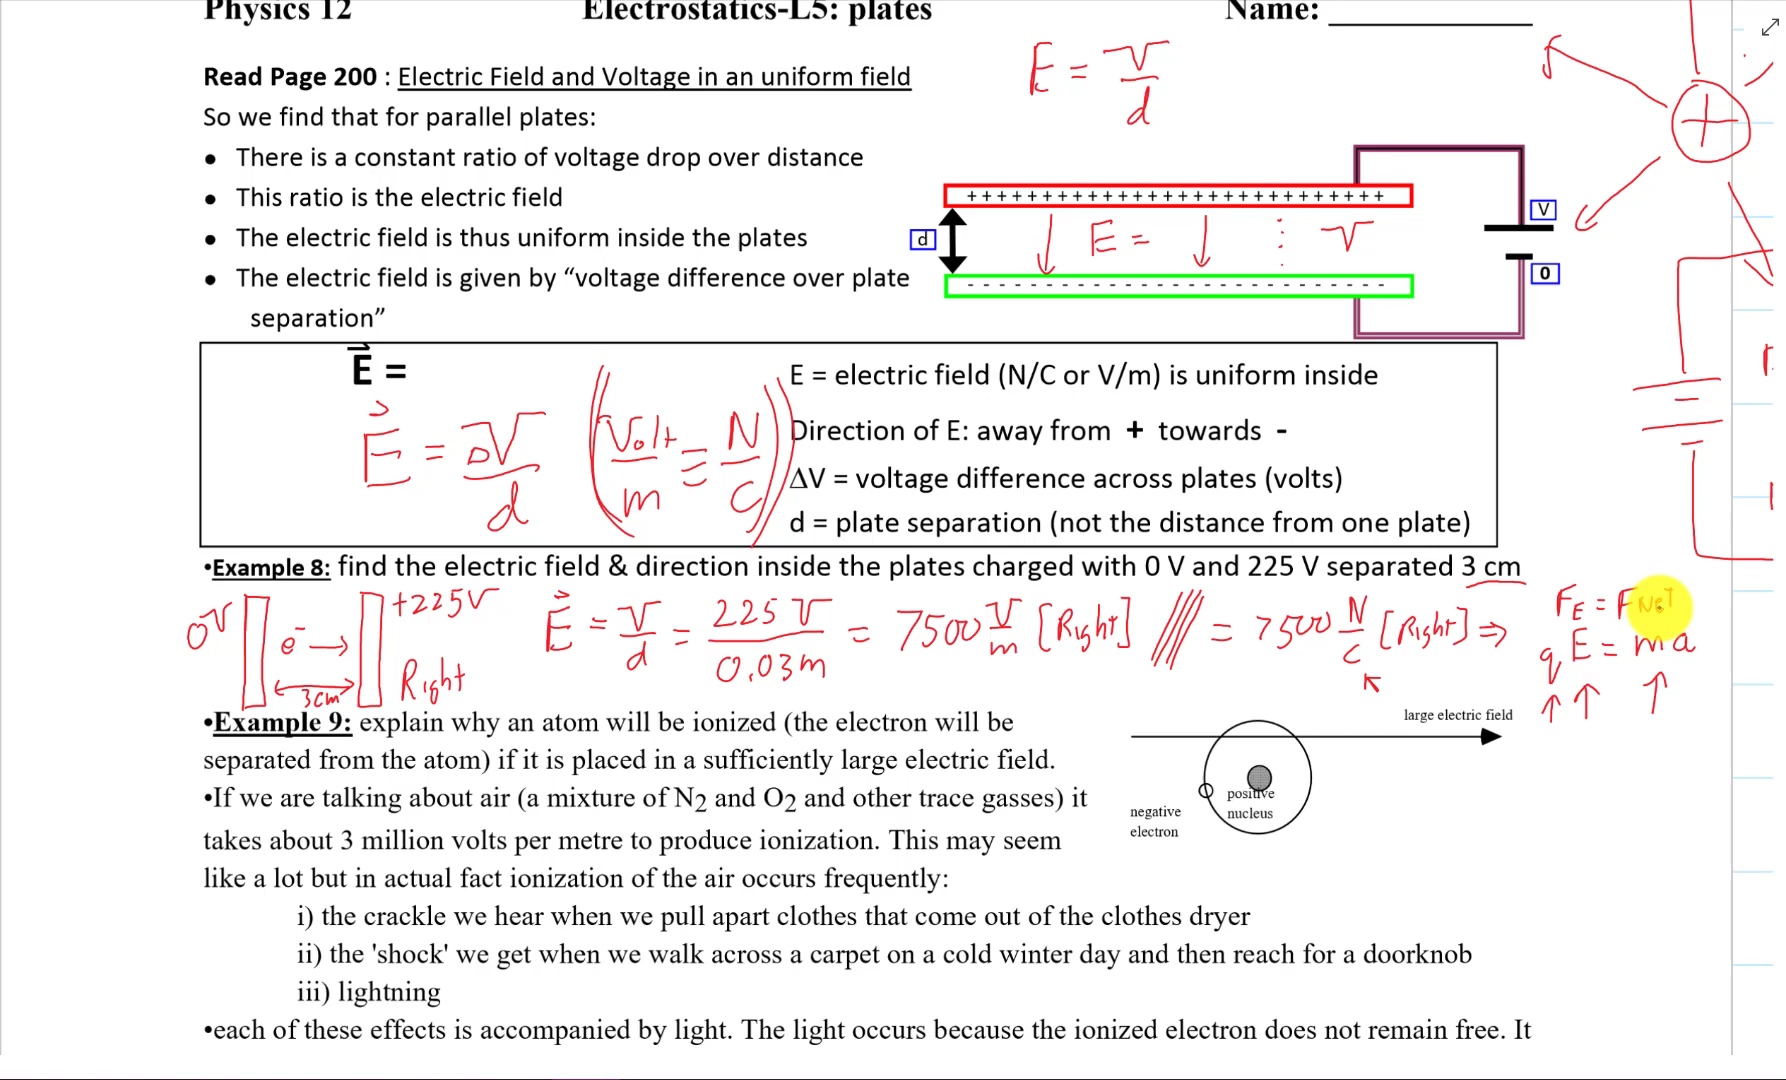 Physics 12 Electrostatics-L5: plates Name: ____________
Read Page 200 : Electric Field and Voltage in an uniform field
E = V/d
So we find that for parallel plates:
• There is a constant ratio of voltage drop over distance
• This ratio is the electric field
• The electric field is thus uniform inside the plates
• The electric field is given by “voltage difference over plate
separation”
+
+ + + + + + + + + + + + + + + + + + + + + + + + + + + +
V
d
E = V
0
- - - - - - - - - - - - - - - - - - - - - - - - - - - -
E =
E = electric field (N/C or V/m) is uniform inside
E = ΔV/d (Volt/m = N/C)
Direction of E: away from + towards -
ΔV = voltage difference across plates (volts)
d = plate separation (not the distance from one plate)
•Example 8: find the electric field & direction inside the plates charged with 0 V and 225 V separated 3 cm
0V e⁻ → 3cm +225V Right
E = V/d = 225 V/0.03m = 7500 V/m [Right] = 7500 N/C [Right] ⇒
FE = FNet
qE = ma
•Example 9: explain why an atom will be ionized (the electron will be
separated from the atom) if it is placed in a sufficiently large electric field.
large electric field
positive
nucleus
negative
electron
•If we are talking about air (a mixture of N2 and O2 and other trace gasses) it
takes about 3 million volts per metre to produce ionization. This may seem
like a lot but in actual fact ionization of the air occurs frequently:
i) the crackle we hear when we pull apart clothes that come out of the clothes dryer
ii) the 'shock' we get when we walk across a carpet on a cold winter day and then reach for a doorknob
iii) lightning
•each of these effects is accompanied by light. The light occurs because the ionized electron does not remain free. It